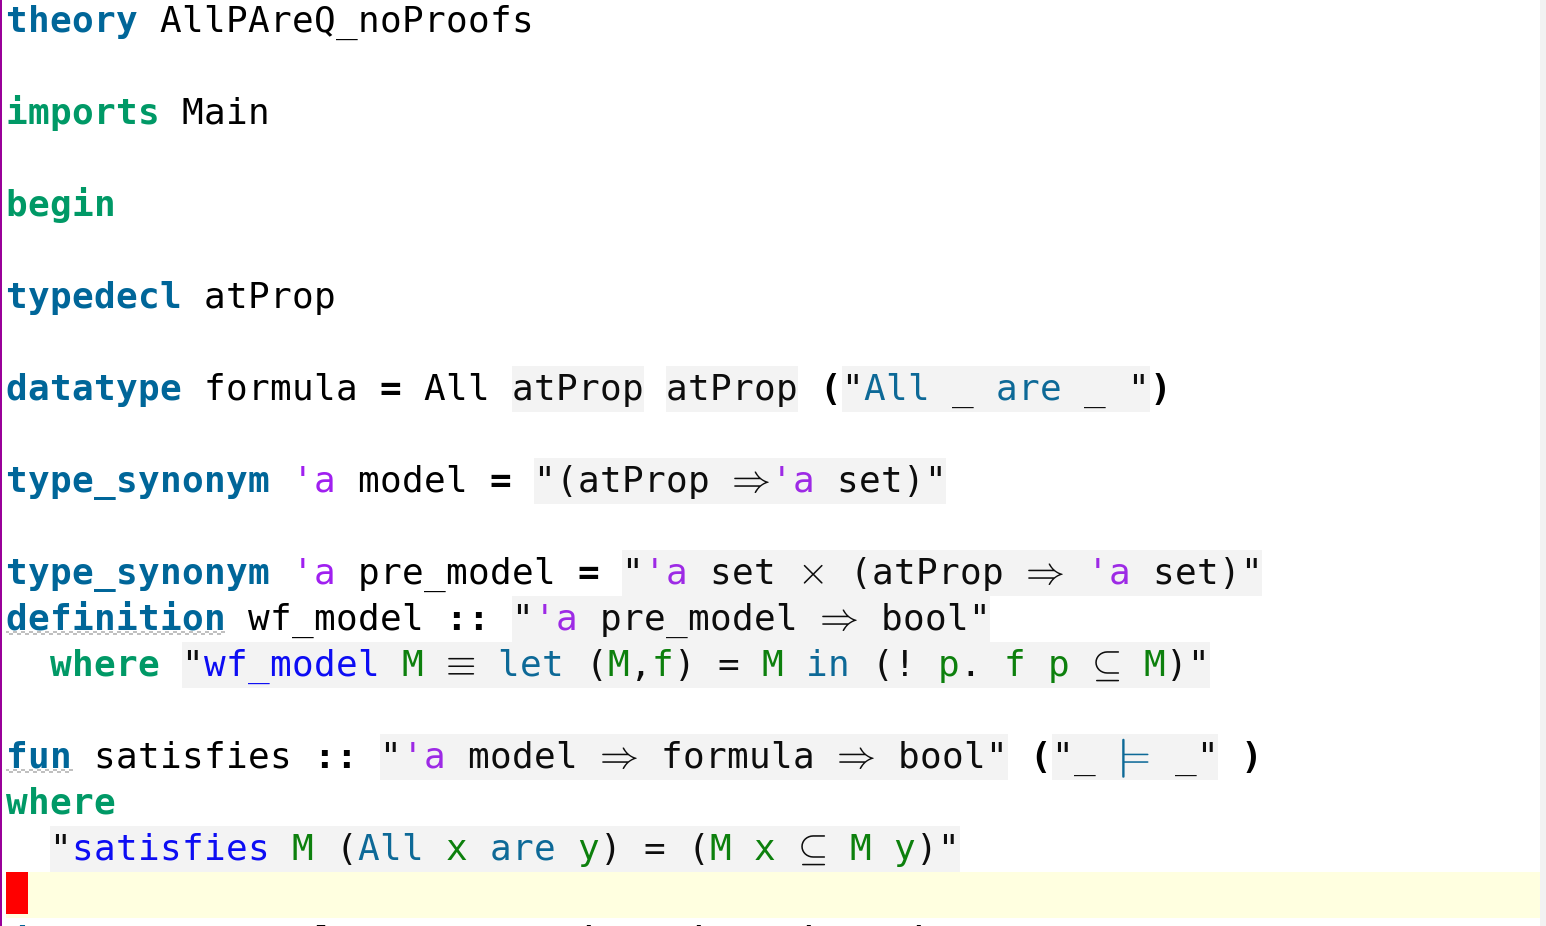 theory AllPAreQ_noProofs
imports Main
begin
typedecl atProp
datatype formula = All atProp atProp ("All _ are _ ")
type_synonym 'a model = "(atProp ⇒'a set)"
type_synonym 'a pre_model = "'a set × (atProp ⇒ 'a set)"
definition wf_model :: "'a pre_model ⇒ bool"
  where "wf_model M ≡ let (M,f) = M in (! p. f p ⊆ M)"
fun satisfies :: "'a model ⇒ formula ⇒ bool" ("_ ⊨ _" )
where
  "satisfies M (All x are y) = (M x ⊆ M y)"